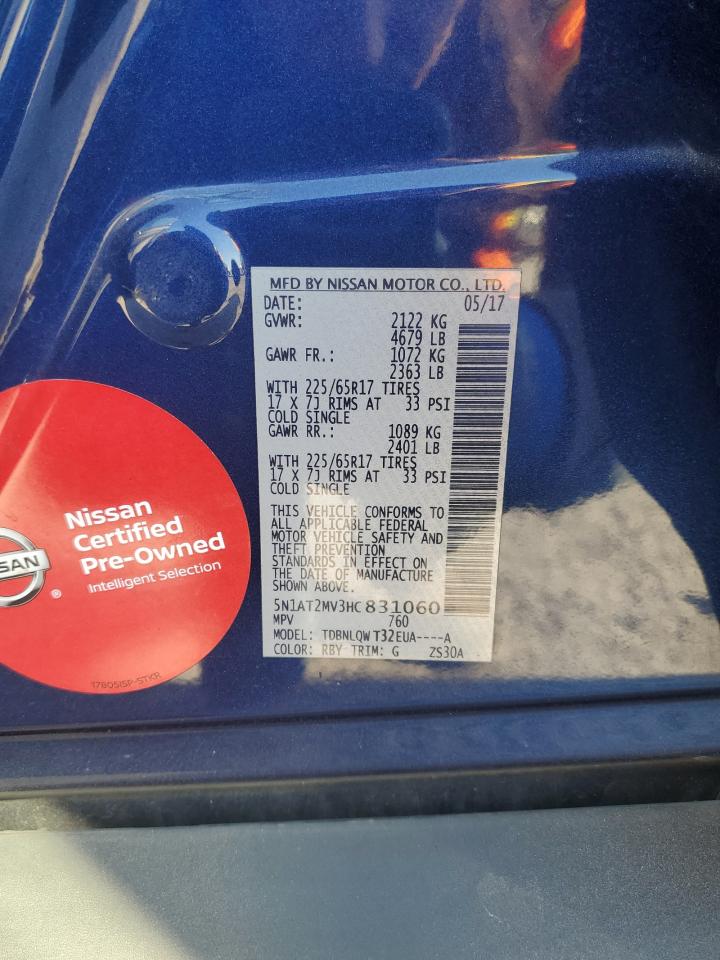 MFD BY NISSAN MOTOR CO., LTD.
DATE: 05/17
GVWR: 2122 KG
4679 LB
GAWR FR.: 1072 KG
2363 LB
WITH 225/65R17 TIRES
17 X 7J RIMS AT 33 PSI
COLD SINGLE
GAWR RR.: 1089 KG
2401 LB
WITH 225/65R17 TIRES
17 X 7J RIMS AT 33 PSI
COLD SINGLE
THIS VEHICLE CONFORMS TO
ALL APPLICABLE FEDERAL
MOTOR VEHICLE SAFETY AND
THEFT PREVENTION
STANDARDS IN EFFECT ON
THE DATE OF MANUFACTURE
SHOWN ABOVE.
5N1AT2MV3HC831060
MPV 760
MODEL: TDBNLQWT32EUA----A
COLOR: RBY TRIM: G ZS30A
Nissan
Certified
Pre-Owned
Intelligent Selection
SSAN
®
178051SP-STKR